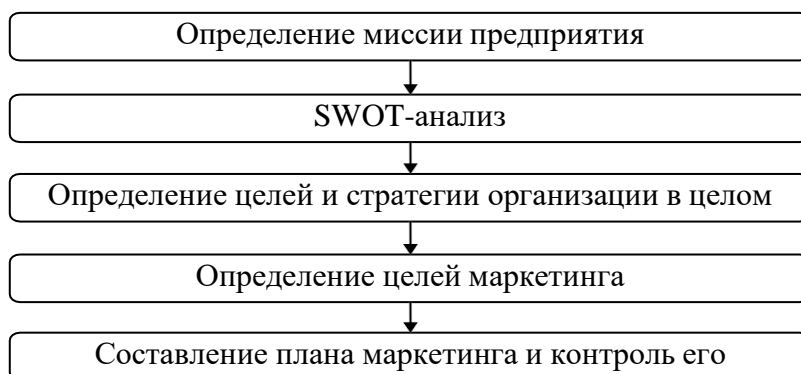 Определение миссии предприятия
SWOT-анализ
Определение целей и стратегии организации в целом
Определение целей маркетинга
Составление плана маркетинга и контроль его